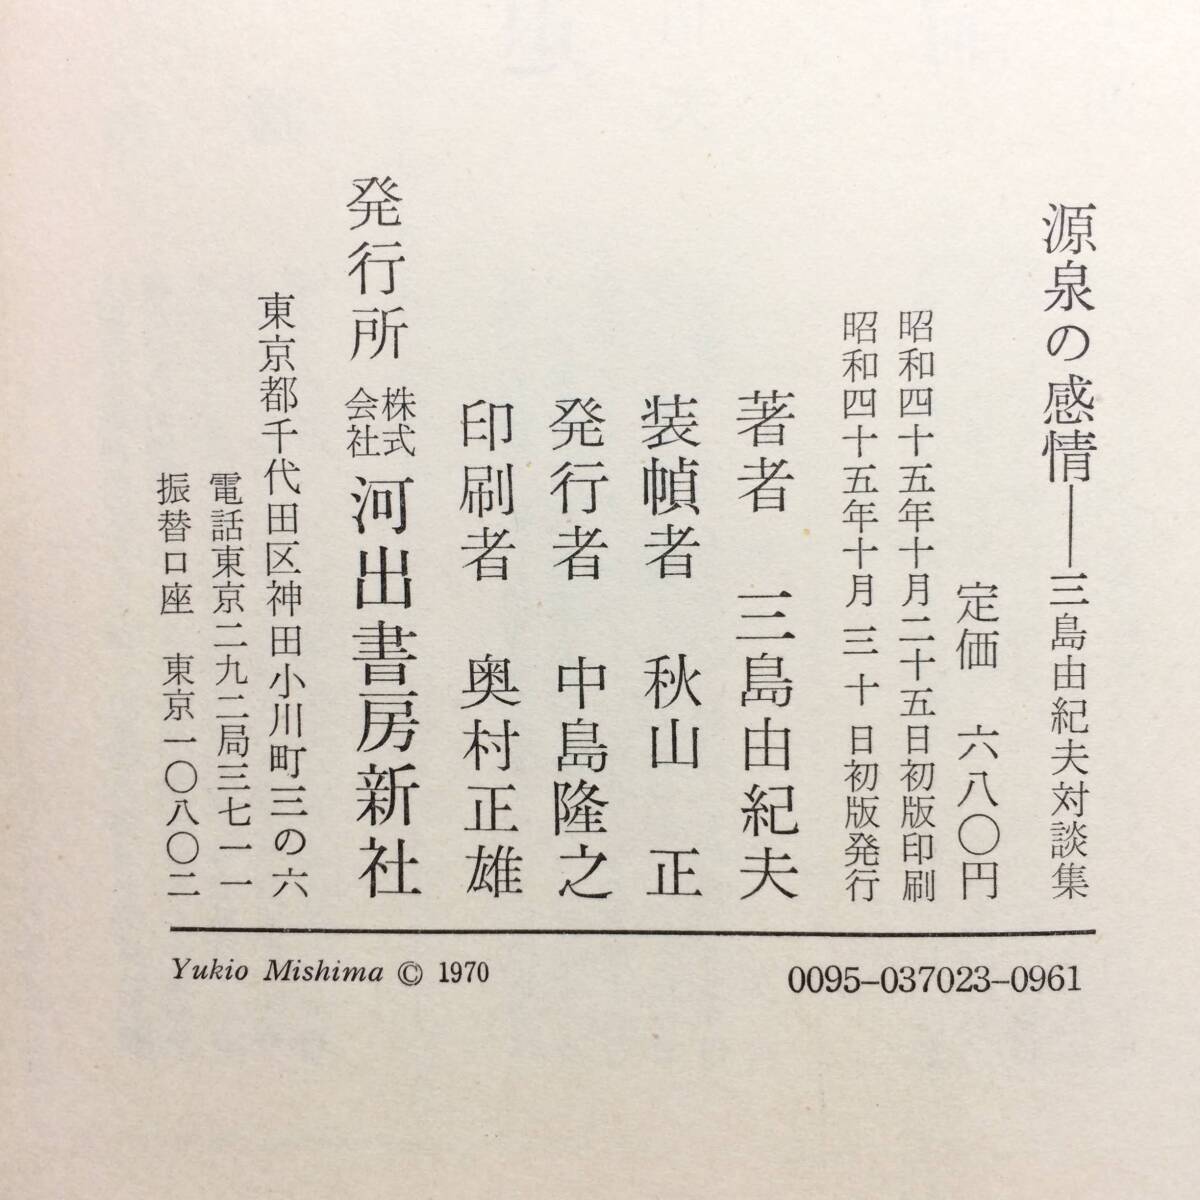 源泉の感情——三島由紀夫対談集
定価 六八〇円
昭和四十五年十月二十五日初版印刷
昭和四十五年十月三十日初版発行
著者 三島由紀夫
装幀者 秋山正
発行者 中島隆之
印刷者 奥村正雄
発行所 株式会社 河出書房新社
東京都千代田区神田小川町三の六
電話東京二九二局三七一一
振替口座 東京一〇八〇二
Yukio Mishima © 1970
0095–037023–0961